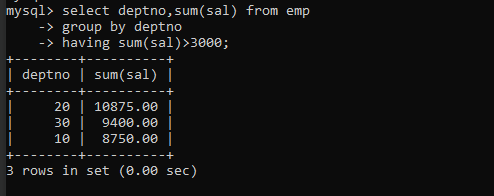 mysql> select deptno,sum(sal) from emp
    -> group by deptno
    -> having sum(sal)>3000;
+--------+----------+
| deptno | sum(sal) |
+--------+----------+
|     20 | 10875.00 |
|     30 |  9400.00 |
|     10 |  8750.00 |
+--------+----------+
3 rows in set (0.00 sec)